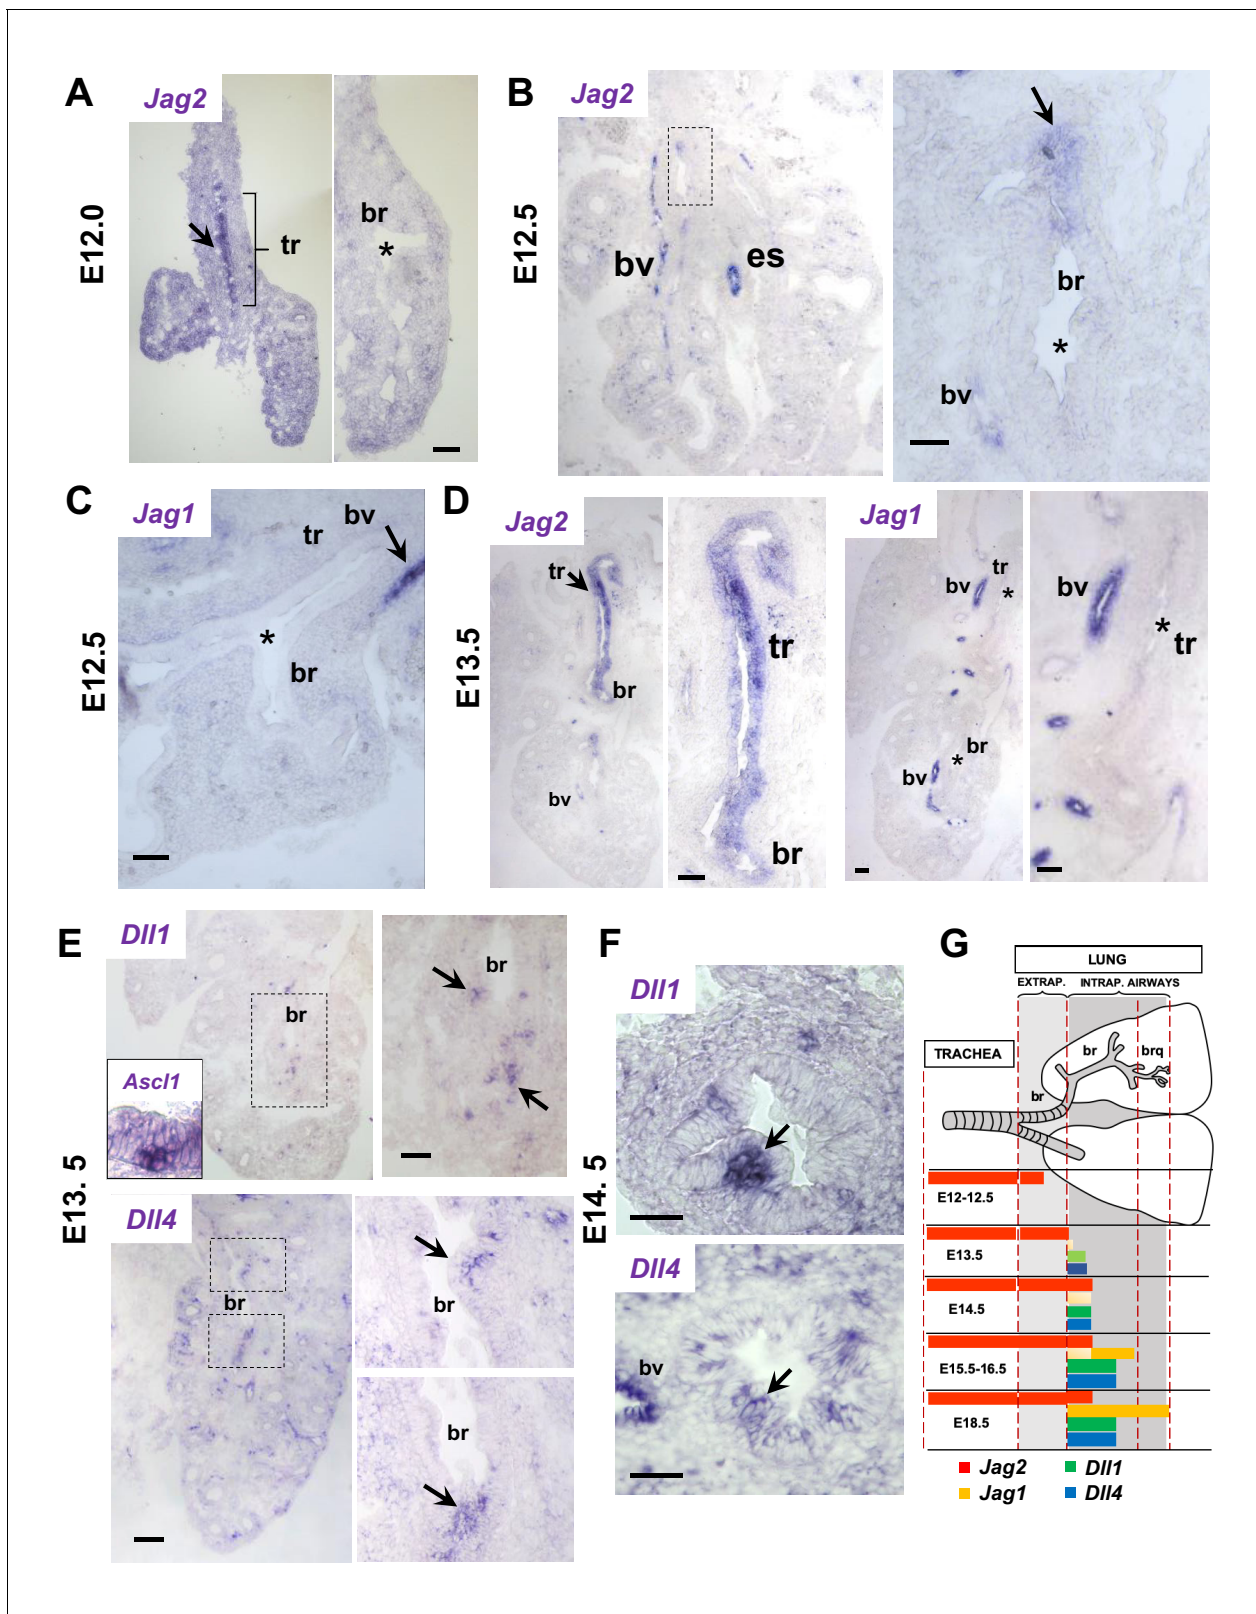 A
Jag2
E12.0
tr
br
*
B
Jag2
E12.5
bv
es
br
*
bv
C
Jag1
E12.5
tr
bv
*
br
D
Jag2
E13.5
tr
br
bv
tr
br
Jag1
tr
bv
*
br
*
bv
bv
*
tr
E
Dll1
E13. 5
br
Ascl1
br
Dll4
br
br
br
F
Dll1
E14. 5
Dll4
bv
G
LUNG
EXTRAP. INTRAP. AIRWAYS
TRACHEA
br
brq
br
E12-12.5
E13.5
E14.5
E15.5-16.5
E18.5
Jag2
Dll1
Jag1
Dll4